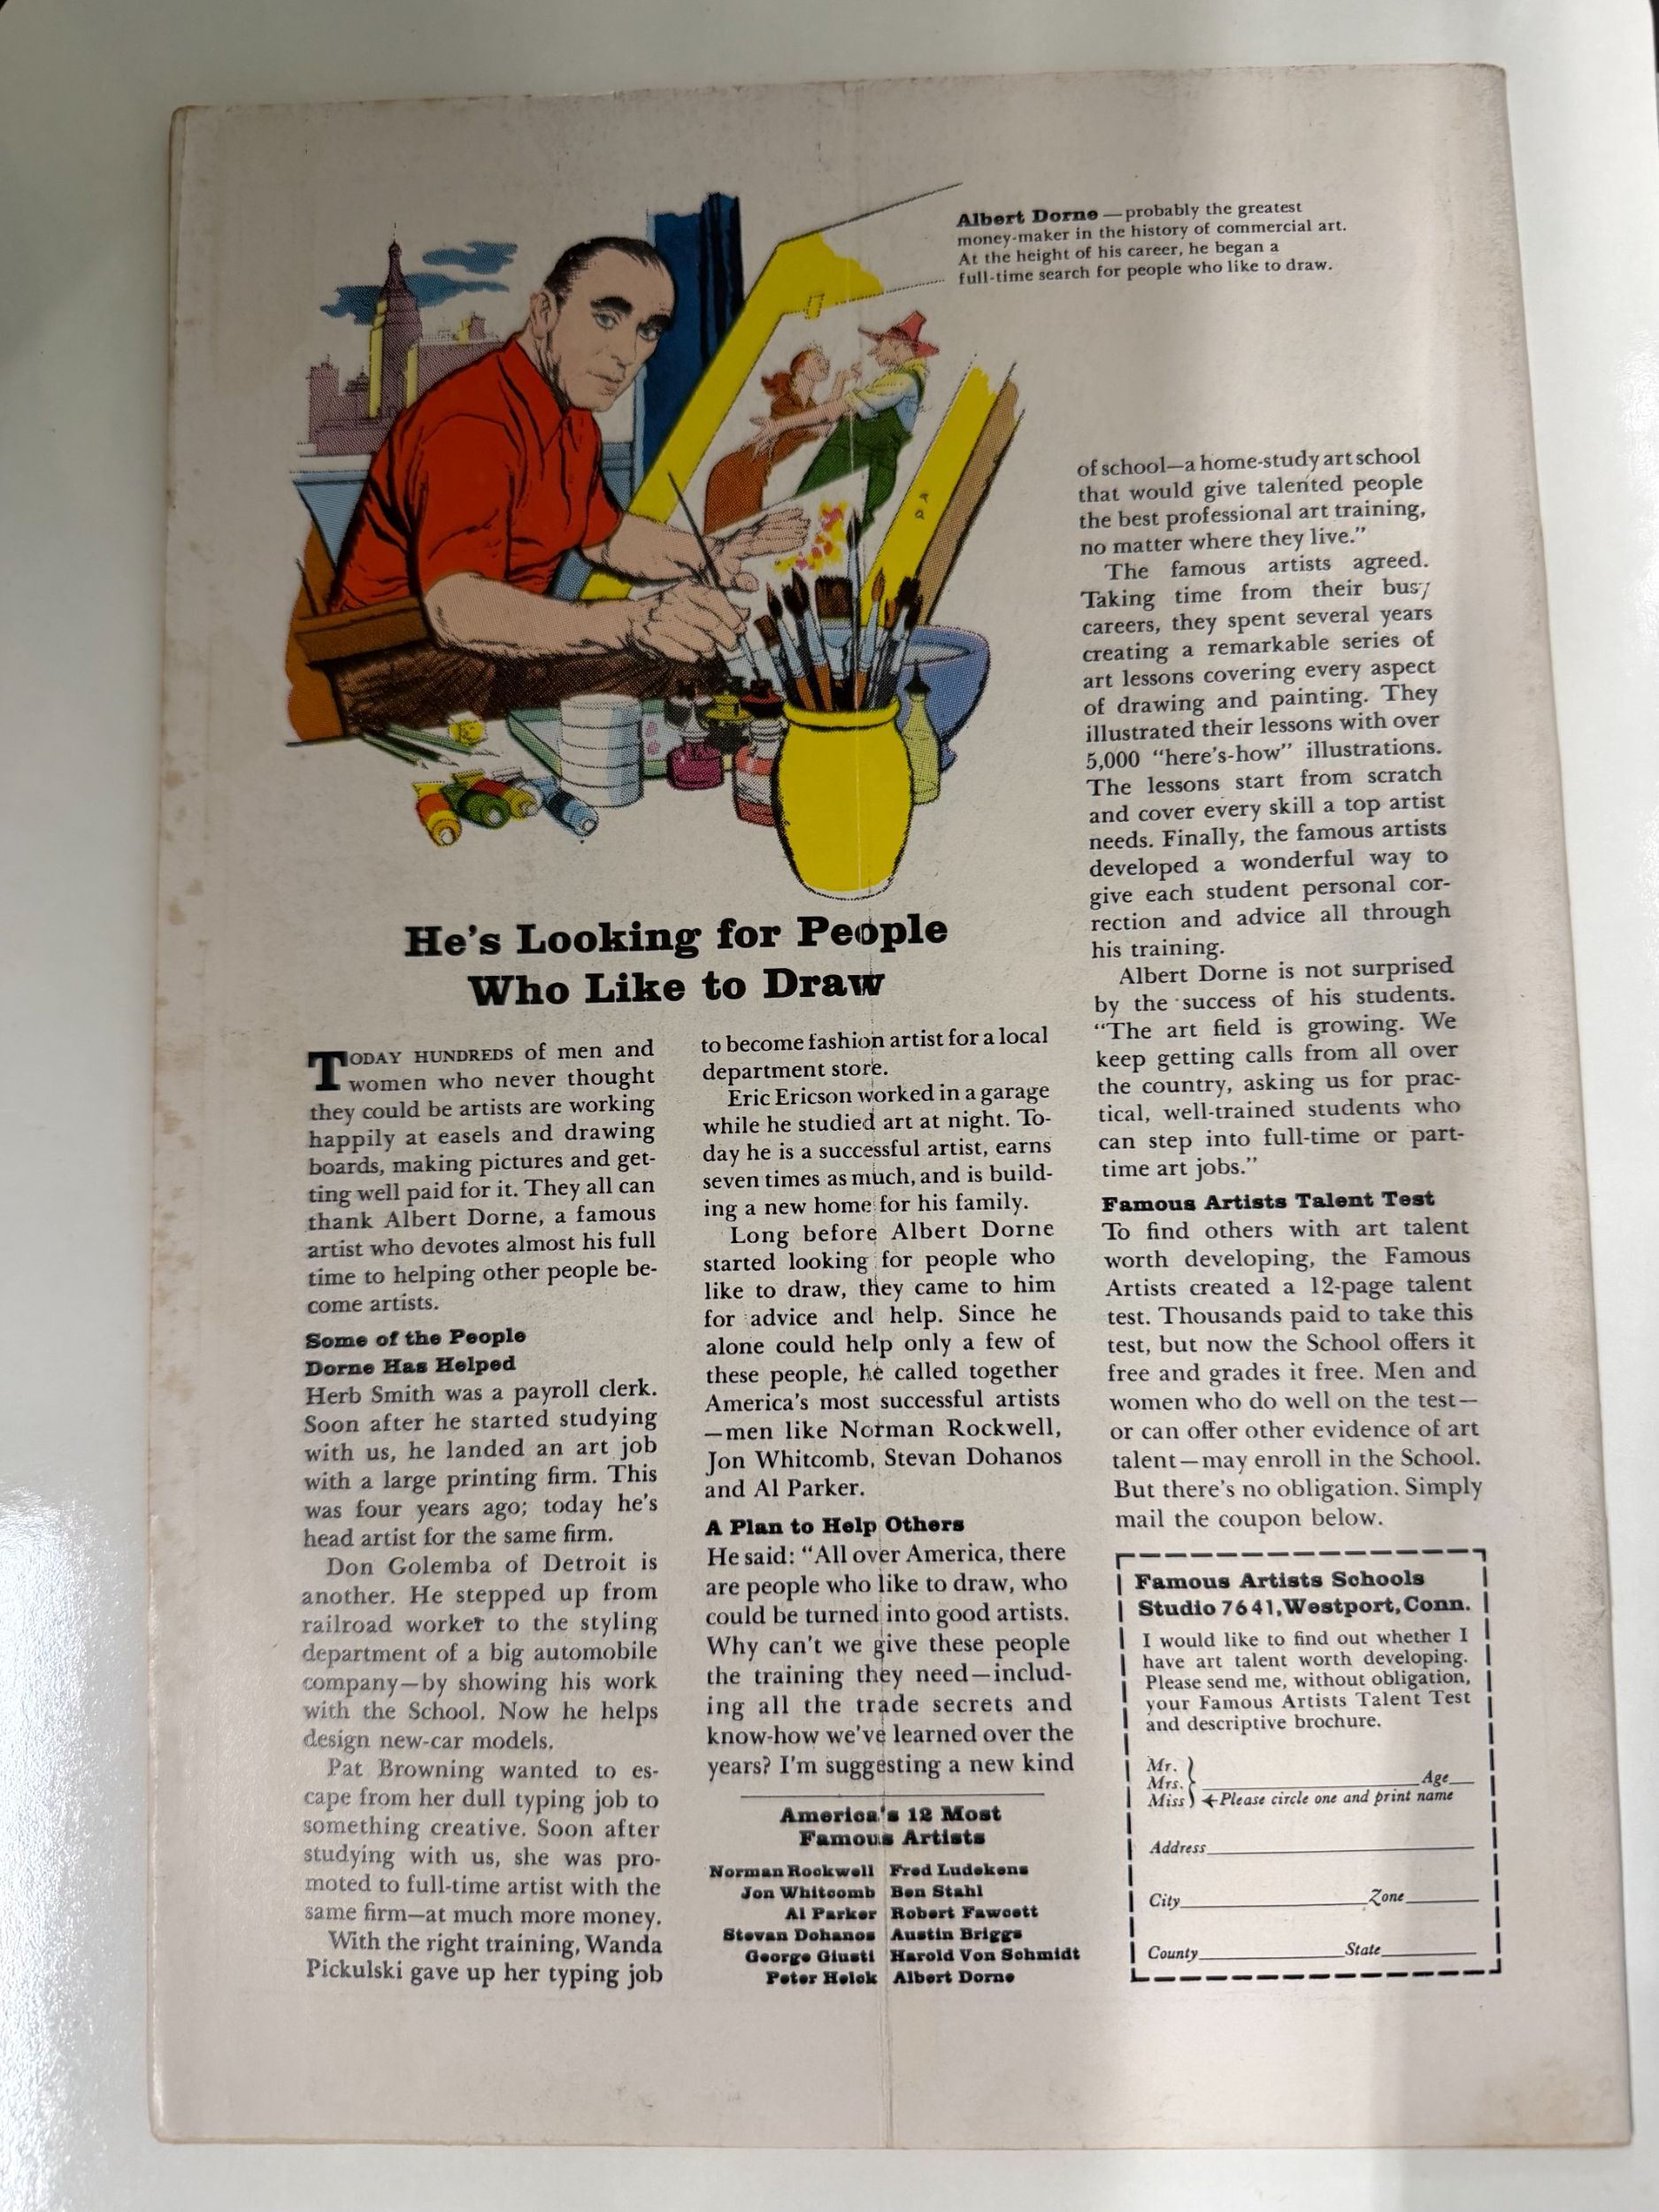 Albert Dorne — probably the greatest
money-maker in the history of commercial art.
At the height of his career, he began a
full-time search for people who like to draw.
He's Looking for People
Who Like to Draw
TODAY HUNDREDS of men and
women who never thought
they could be artists are working
happily at easels and drawing
boards, making pictures and get-
ting well paid for it. They all can
thank Albert Dorne, a famous
artist who devotes almost his full
time to helping other people be-
come artists.
Some of the People
Dorne Has Helped
Herb Smith was a payroll clerk.
Soon after he started studying
with us, he landed an art job
with a large printing firm. This
was four years ago; today he's
head artist for the same firm.
Don Golemba of Detroit is
another. He stepped up from
railroad worker to the styling
department of a big automobile
company—by showing his work
with the School. Now he helps
design new-car models.
Pat Browning wanted to es-
cape from her dull typing job to
something creative. Soon after
studying with us, she was pro-
moted to full-time artist with the
same firm—at much more money.
With the right training, Wanda
Pickulski gave up her typing job
to become fashion artist for a local
department store.
Eric Ericson worked in a garage
while he studied art at night. To-
day he is a successful artist, earns
seven times as much, and is build-
ing a new home for his family.
Long before Albert Dorne
started looking for people who
like to draw, they came to him
for advice and help. Since he
alone could help only a few of
these people, he called together
America's most successful artists
—men like Norman Rockwell,
Jon Whitcomb, Stevan Dohanos
and Al Parker.
A Plan to Help Others
He said: “All over America, there
are people who like to draw, who
could be turned into good artists.
Why can't we give these people
the training they need—includ-
ing all the trade secrets and
know-how we've learned over the
years? I'm suggesting a new kind
of school—a home-study art school
that would give talented people
the best professional art training,
no matter where they live.”
The famous artists agreed.
Taking time from their busy
careers, they spent several years
creating a remarkable series of
art lessons covering every aspect
of drawing and painting. They
illustrated their lessons with over
5,000 “here's-how” illustrations.
The lessons start from scratch
and cover every skill a top artist
needs. Finally, the famous artists
developed a wonderful way to
give each student personal cor-
rection and advice all through
his training.
Albert Dorne is not surprised
by the success of his students.
“The art field is growing. We
keep getting calls from all over
the country, asking us for prac-
tical, well-trained students who
can step into full-time or part-
time art jobs.”
Famous Artists Talent Test
To find others with art talent
worth developing, the Famous
Artists created a 12-page talent
test. Thousands paid to take this
test, but now the School offers it
free and grades it free. Men and
women who do well on the test—
or can offer other evidence of art
talent—may enroll in the School.
But there's no obligation. Simply
mail the coupon below.
America's 12 Most
Famous Artists
Norman Rockwell Fred Ludekens
Jon Whitcomb Ben Stahl
Al Parker Robert Fawcett
Stevan Dohanos Austin Briggs
George Giusti Harold Von Schmidt
Peter Helck Albert Dorne
Famous Artists Schools
Studio 7641, Westport, Conn.
I would like to find out whether I
have art talent worth developing.
Please send me, without obligation,
your Famous Artists Talent Test
and descriptive brochure.
Mr.
Mrs. Age
Miss ←Please circle one and print name
Address
City Zone
County State